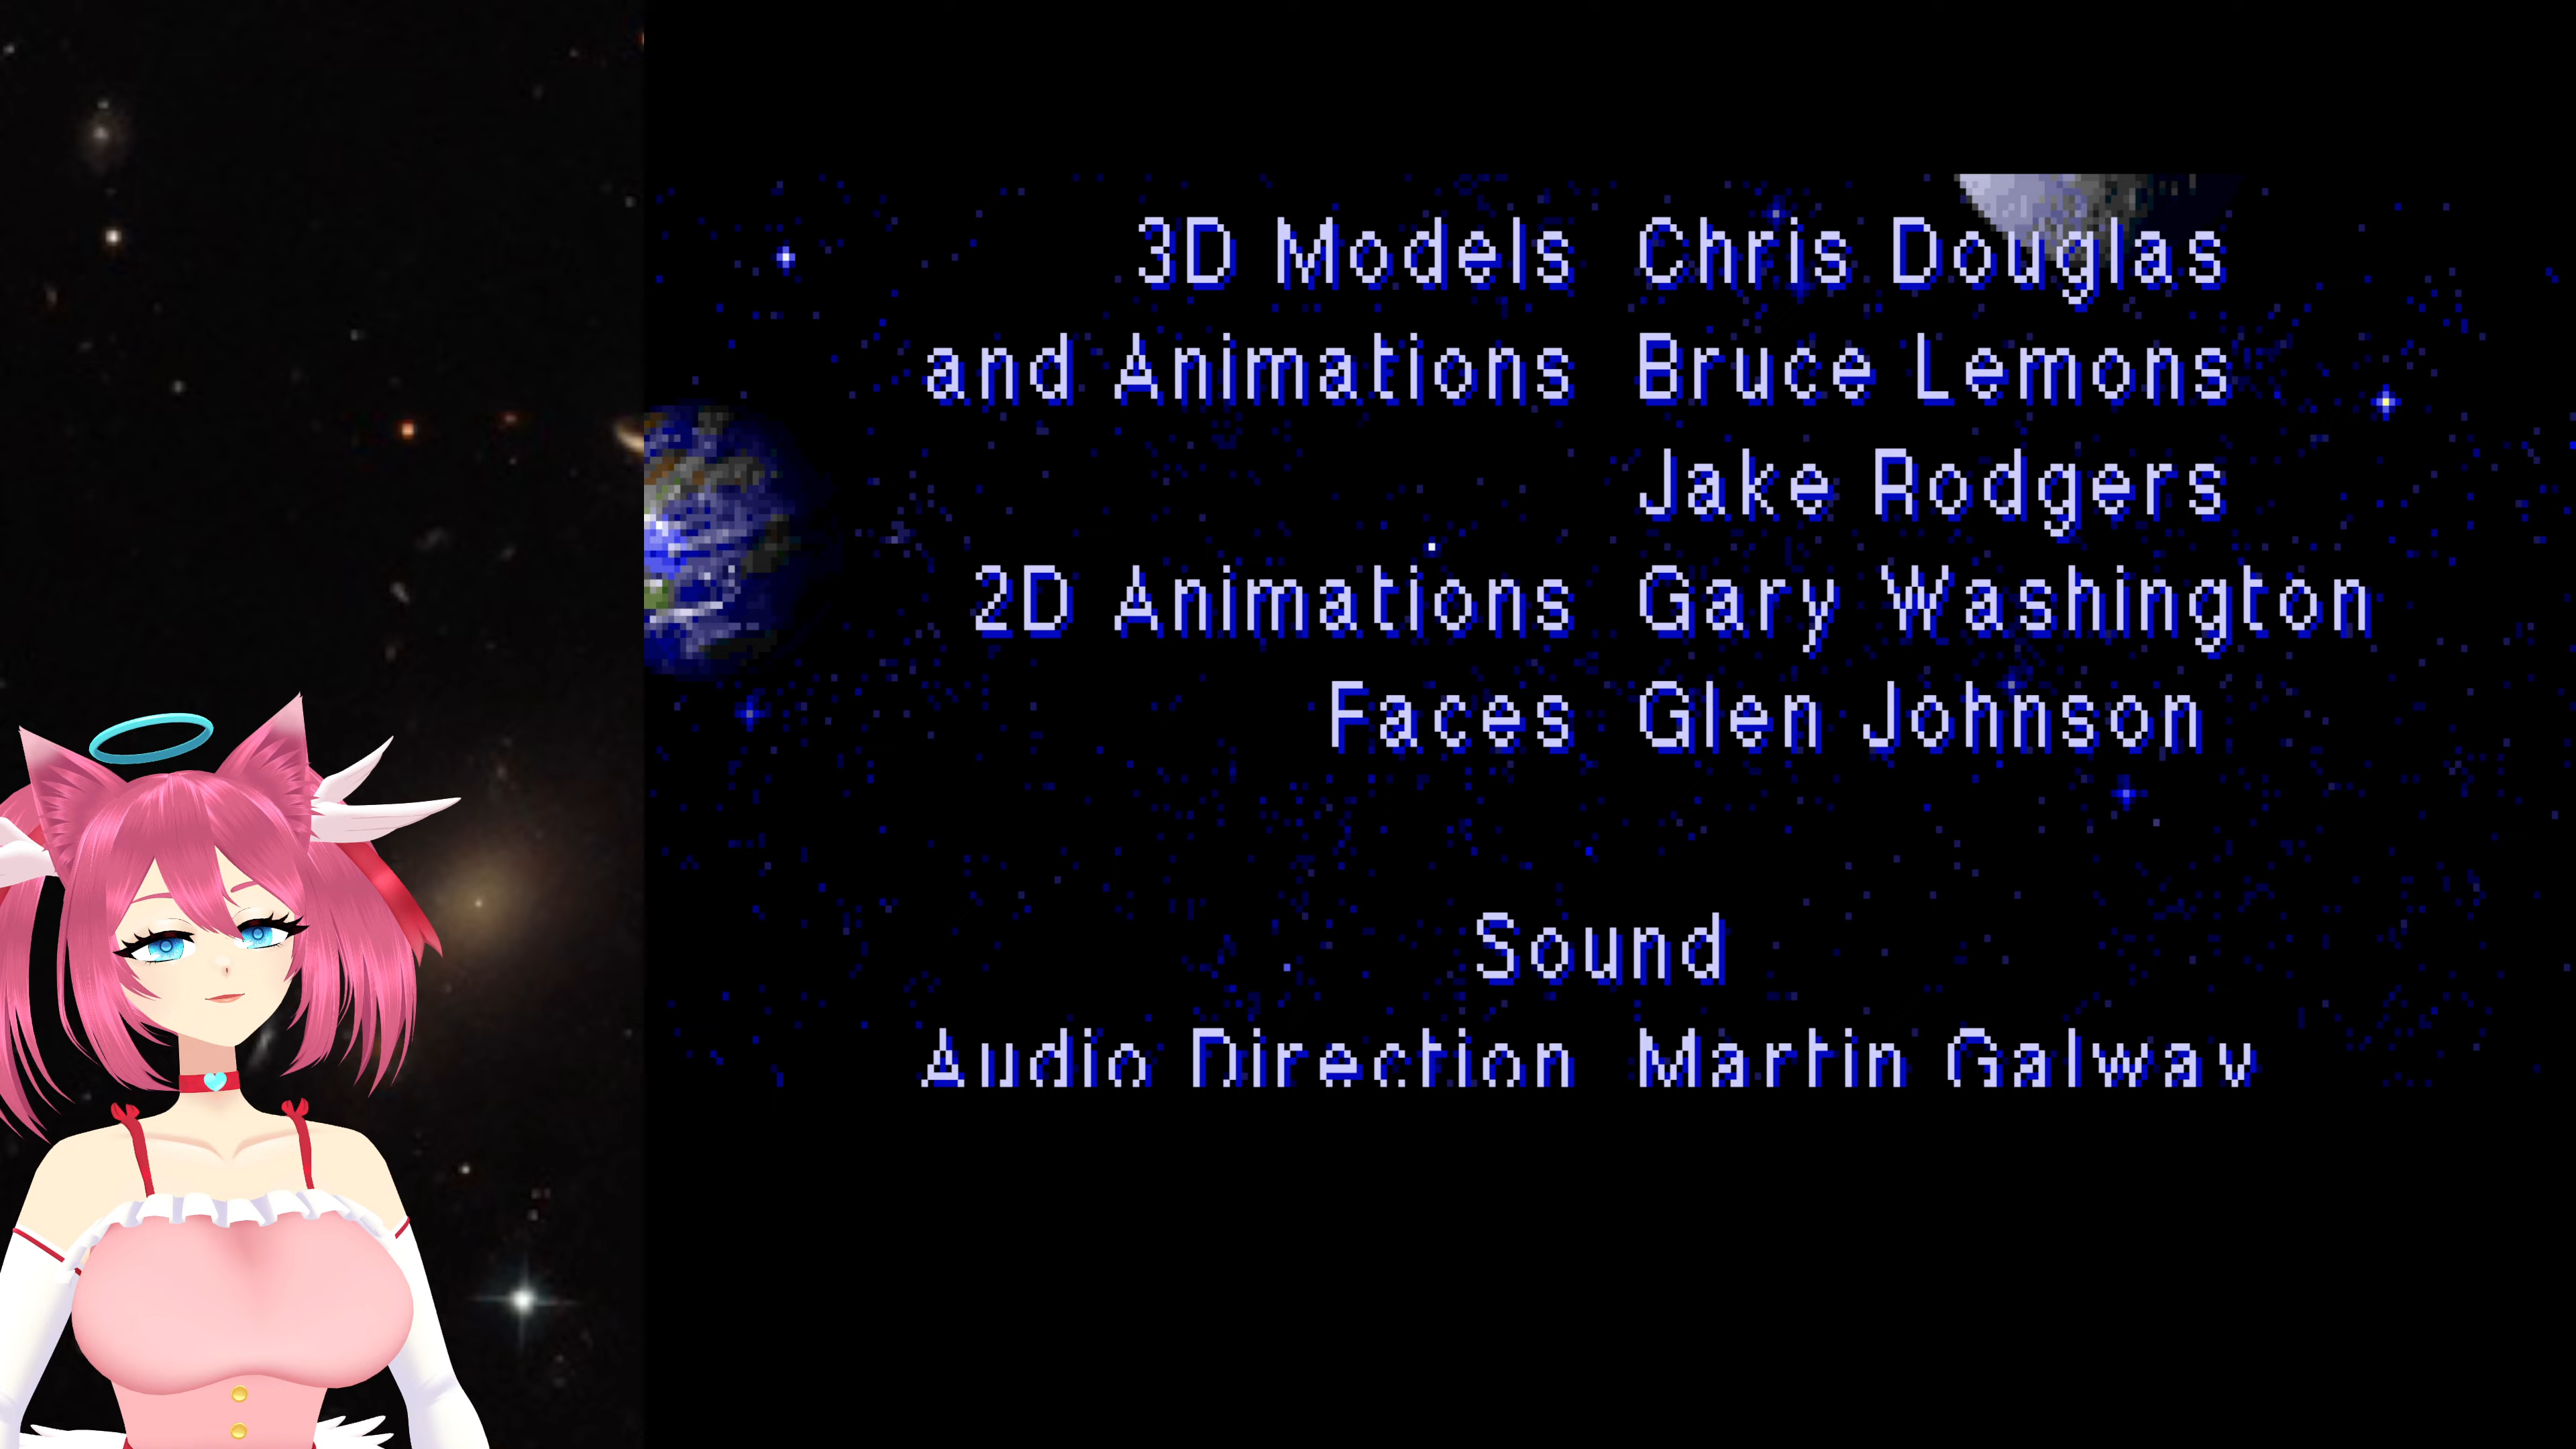 3D Models Chris Douglas
and Animations Bruce Lemons
Jake Rodgers
2D Animations Gary Washington
Faces Glen Johnson
Sound
Audio Direction Martin Galway